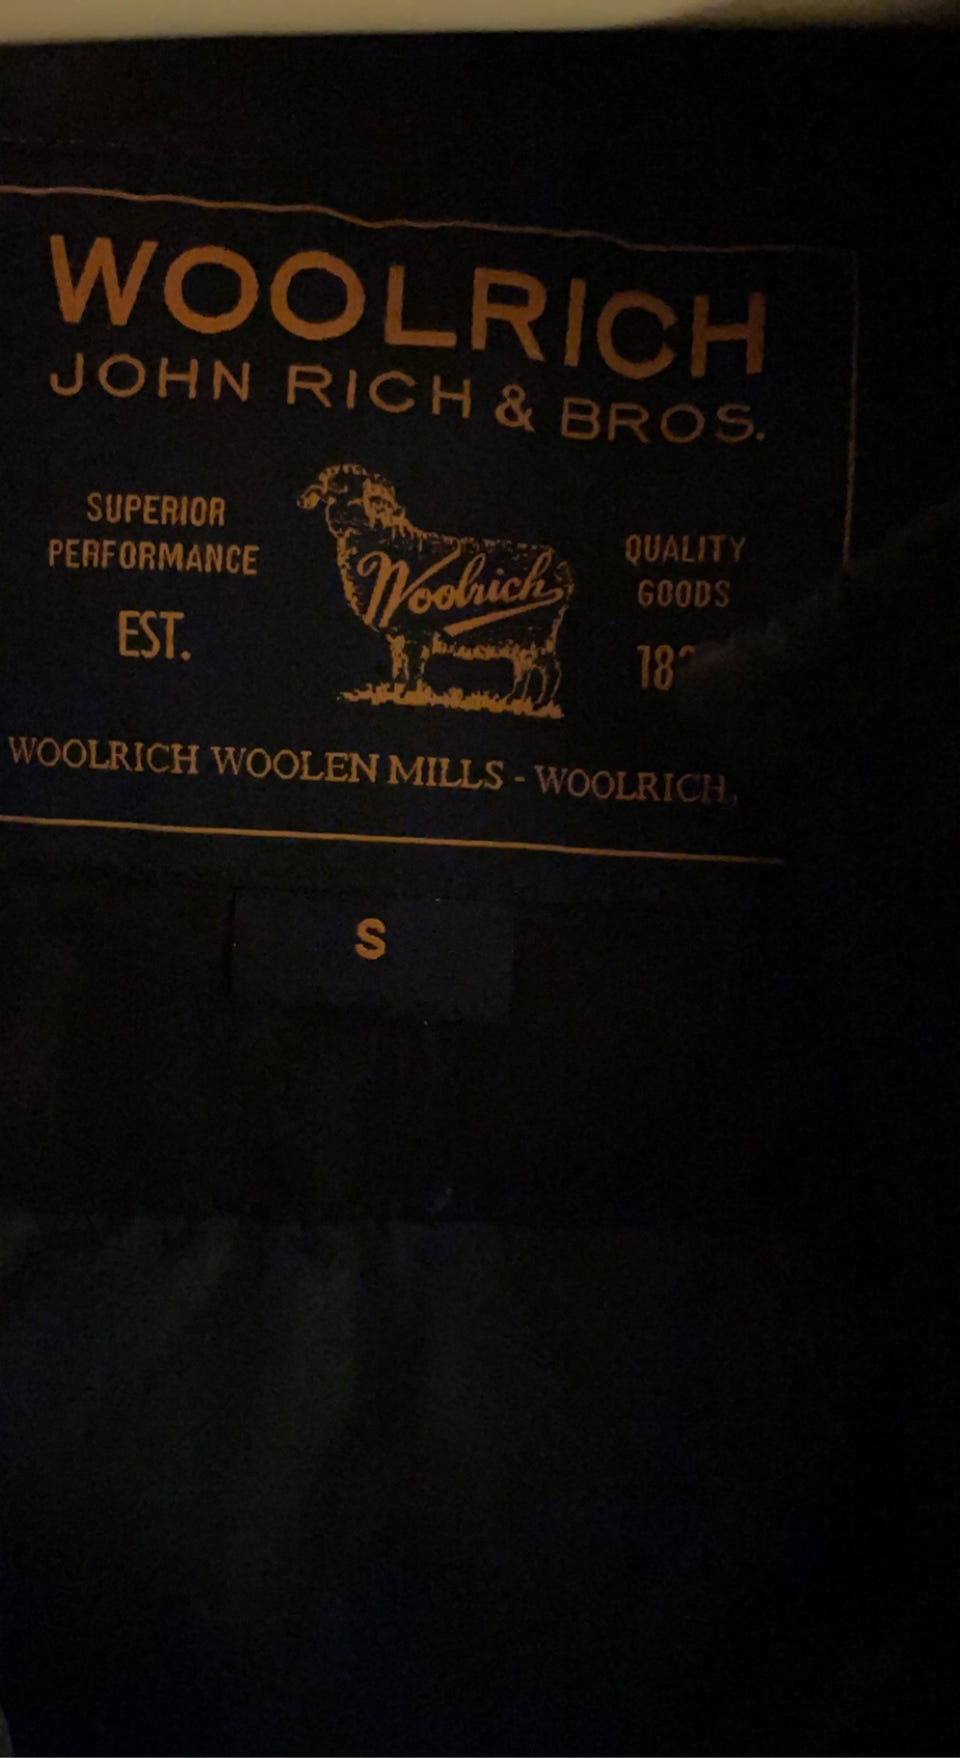 WOOLRICH
JOHN RICH & BROS.
SUPERIOR
PERFORMANCE
EST.
Woolrich
QUALITY
GOODS
WOOLRICH WOOLEN MILLS - WOOLRICH,
S